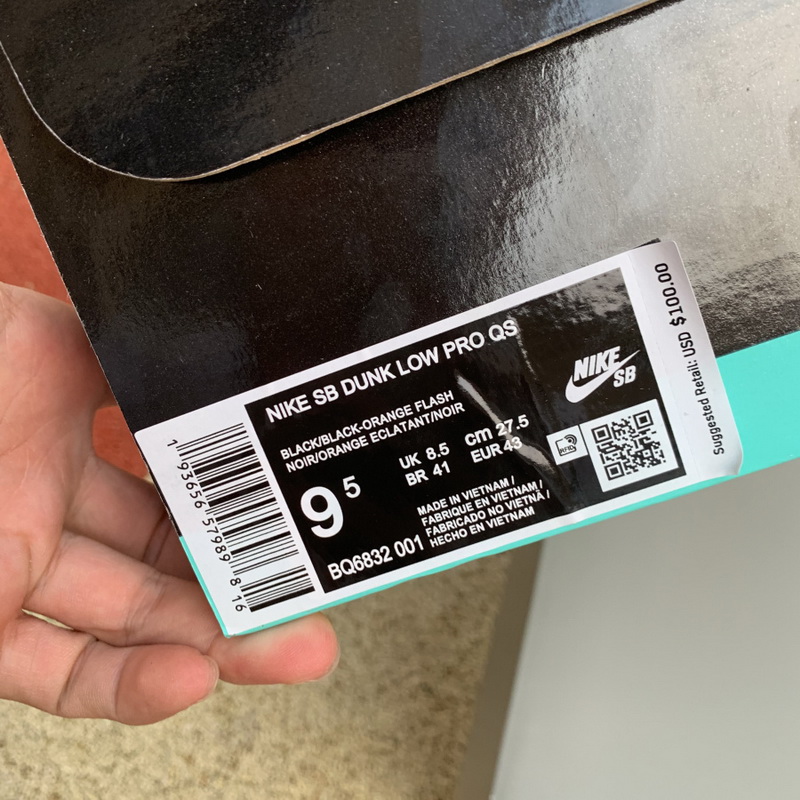 NIKE SB DUNK LOW PRO QS
NIKE
SB
BLACK/BLACK-ORANGE FLASH
NOIR/ORANGE ECLATANT/NOIR
9 5
UK 8.5 cm 27.5
BR 41 EUR 43
RFID
BQ6832 001
MADE IN VIETNAM /
FABRIQUE EN VIETNAM /
FABRICADO NO VIETNÃ /
HECHO EN VIETNAM
1 93656 57989 8 16
Suggested Retail: USD $100.00